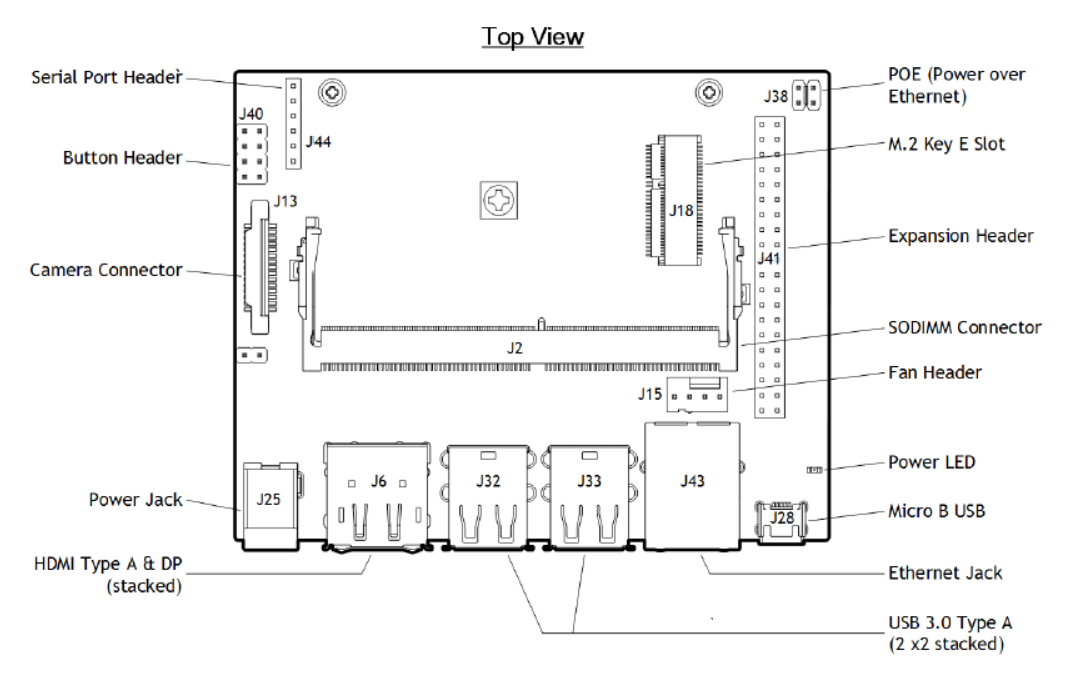 Top View
Serial Port Header
POE (Power over
Ethernet)
J38
J40
J44
M.2 Key E Slot
Button Header
J13
J18
Expansion Header
J41
Camera Connector
SODIMM Connector
J2
Fan Header
J15
Power LED
J6
J32
J33
J43
Power Jack
J25
Micro B USB
J28
HDMI Type A & DP
(stacked)
Ethernet Jack
USB 3.0 Type A
(2 x2 stacked)